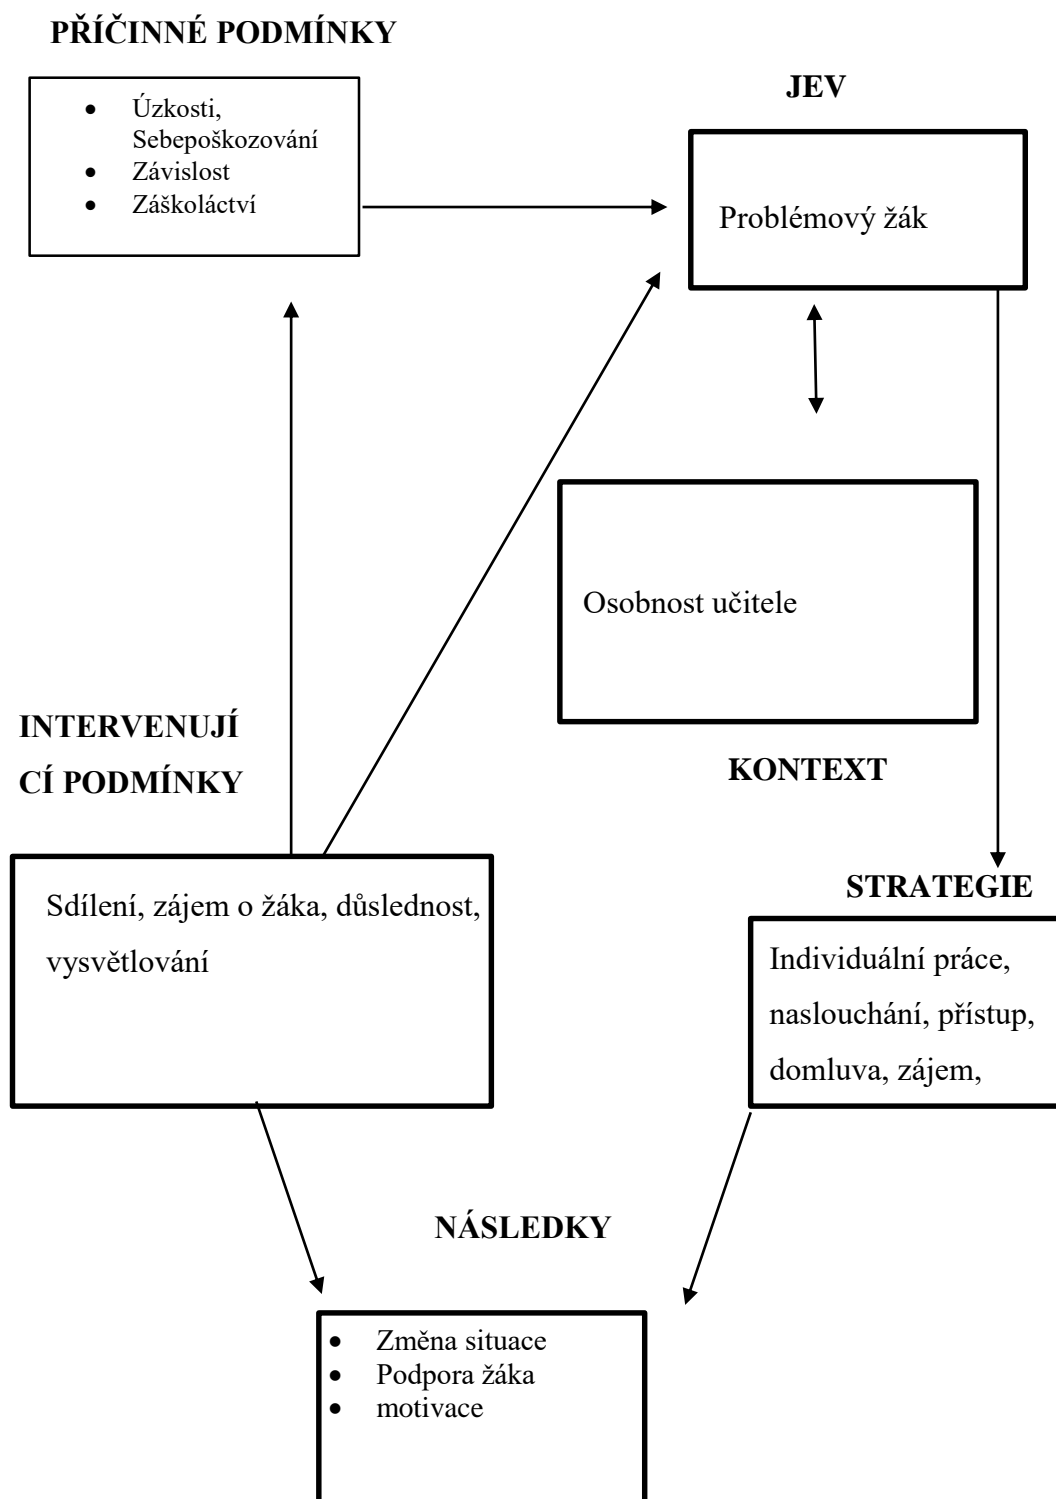 PŘÍČINNÉ PODMÍNKY
Úzkosti,
Sebepoškozování
Závislost
Záškoláctví
JEV
Problémový žák
Osobnost učitele
KONTEXT
INTERVENUJÍ
CÍ PODMÍNKY
Sdílení, zájem o žáka, důslednost,
vysvětlování
STRATEGIE
Individuální práce,
naslouchání, přístup,
domluva, zájem,
NÁSLEDKY
Změna situace
Podpora žáka
motivace